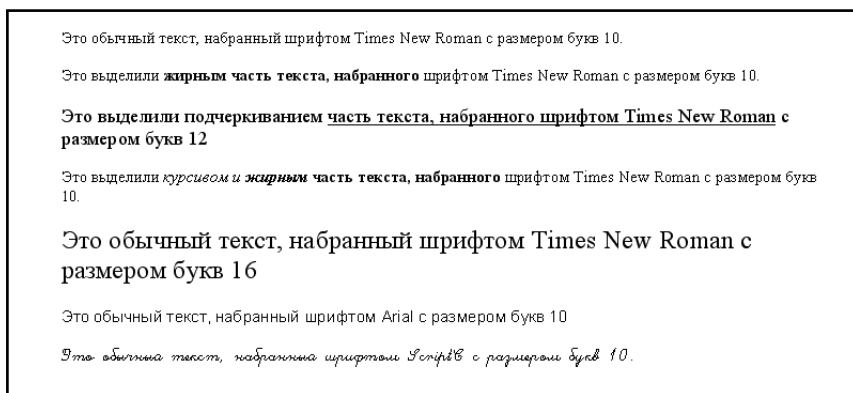 Это обычный текст, набранный шрифтом Times New Roman с размером букв 10.
Это выделили жирным часть текста, набранного шрифтом Times New Roman с размером букв 10.
Это выделили подчеркиванием часть текста, набранного шрифтом Times New Roman с
размером букв 12
Это выделили курсивом и жирным часть текста, набранного шрифтом Times New Roman с размером букв
10.
Это обычный текст, набранный шрифтом Times New Roman с
размером букв 16
Это обычный текст, набранный шрифтом Arial с размером букв 10
Это обычныа текст, набранныа шрифтом ScriptC с размером букв 10.